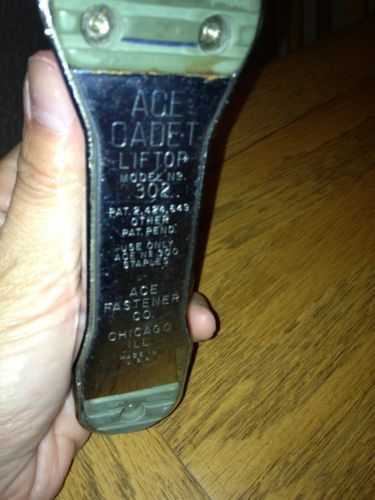 ACE
CADET
LIFTOP
MODEL NO.
302
PAT. 2,424,649
OTHER
PAT. PEND.
USE ONLY
ACE NO. 300
STAPLES
ACE
FASTENER
CO.
CHICAGO
ILL.
MADE IN
U.S.A.